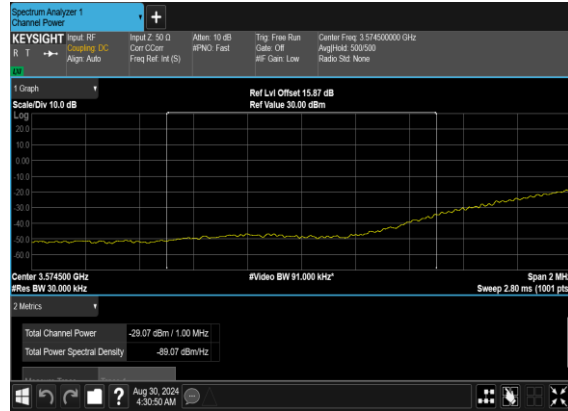 Spectrum Analyzer 1
Channel Power
+
KEYSIGHT
R T
Input: RF
Coupling: DC
Align: Auto
Input Z: 50 Ω
Corr CCorr
Freq Ref: Int (S)
Atten: 10 dB
#PNO: Fast
Trig: Free Run
Gate: Off
#IF Gain: Low
Center Freq: 3.574500000 GHz
Avg|Hold: 500/500
Radio Std: None
1 Graph
Scale/Div 10.0 dB
Ref Lvl Offset 15.87 dB
Ref Value 30.00 dBm
Log
20.0
10.0
0.00
-10.0
-20.0
-30.0
-40.0
-50.0
-60.0
Center 3.574500 GHz
#Res BW 30.000 kHz
#Video BW 91.000 kHz*
Span 2 MHz
Sweep 2.80 ms (1001 pts)
2 Metrics
Total Channel Power -29.07 dBm / 1.00 MHz
Total Power Spectral Density -89.07 dBm/Hz
?
Aug 30, 2024
4:30:50 AM